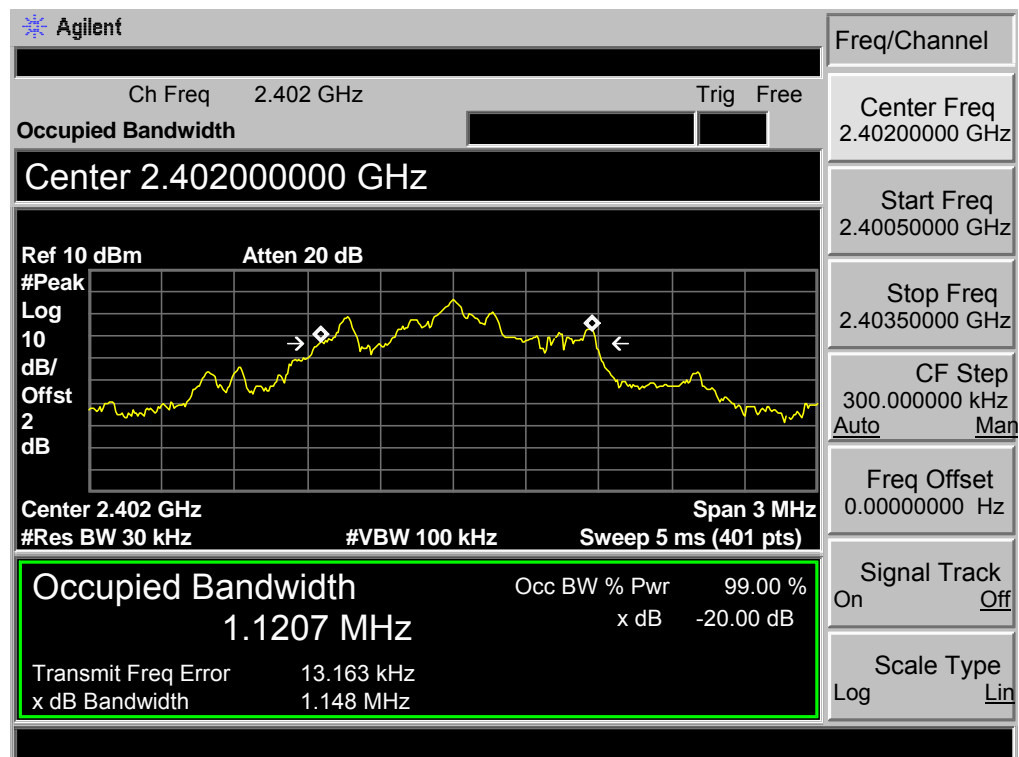 Agilent
Freq/Channel
Ch Freq 2.402 GHz Trig Free
Occupied Bandwidth
Center 2.402000000 GHz
Ref 10 dBm Atten 20 dB
#Peak
Log
10
dB/
Offst
2
dB
Center 2.402 GHz Span 3 MHz
#Res BW 30 kHz #VBW 100 kHz Sweep 5 ms (401 pts)
Occupied Bandwidth
1.1207 MHz
Occ BW % Pwr 99.00 %
x dB -20.00 dB
Transmit Freq Error 13.163 kHz
x dB Bandwidth 1.148 MHz
Center Freq
2.40200000 GHz
Start Freq
2.40050000 GHz
Stop Freq
2.40350000 GHz
CF Step
300.000000 kHz
Auto Man
Freq Offset
0.00000000 Hz
Signal Track
On Off
Scale Type
Log Lin